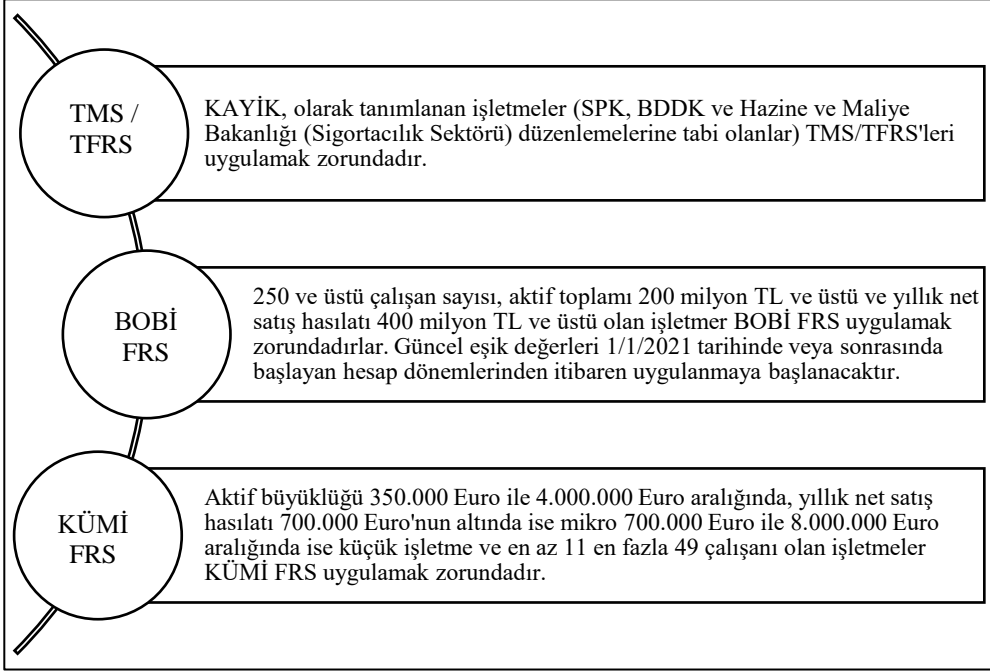 TMS /
TFRS
KAYİK, olarak tanımlanan işletmeler (SPK, BDDK ve Hazine ve Maliye
Bakanlığı (Sigortacılık Sektörü) düzenlemelerine tabi olanlar) TMS/TFRS'leri
uygulamak zorundadır.
BOBİ
FRS
250 ve üstü çalışan sayısı, aktif toplamı 200 milyon TL ve üstü ve yıllık net
satış hasılatı 400 milyon TL ve üstü olan işletmer BOBİ FRS uygulamak
zorundadırlar. Güncel eşik değerleri 1/1/2021 tarihinde veya sonrasında
başlayan hesap dönemlerinden itibaren uygulanmaya başlanacaktır.
KÜMİ
FRS
Aktif büyüklüğü 350.000 Euro ile 4.000.000 Euro aralığında, yıllık net satış
hasılatı 700.000 Euro'nun altında ise mikro 700.000 Euro ile 8.000.000 Euro
aralığında ise küçük işletme ve en az 11 en fazla 49 çalışanı olan işletmeler
KÜMİ FRS uygulamak zorundadır.